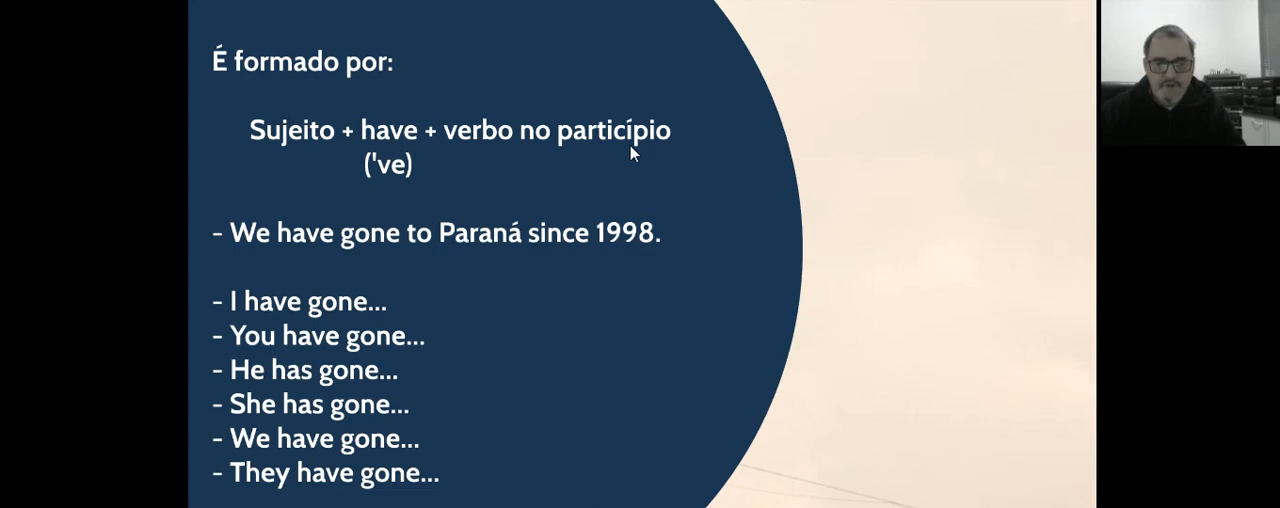 É formado por:
Sujeito + have + verbo no particípio
('ve)
- We have gone to Paraná since 1998.
- I have gone...
- You have gone...
- He has gone...
- She has gone...
- We have gone...
- They have gone...